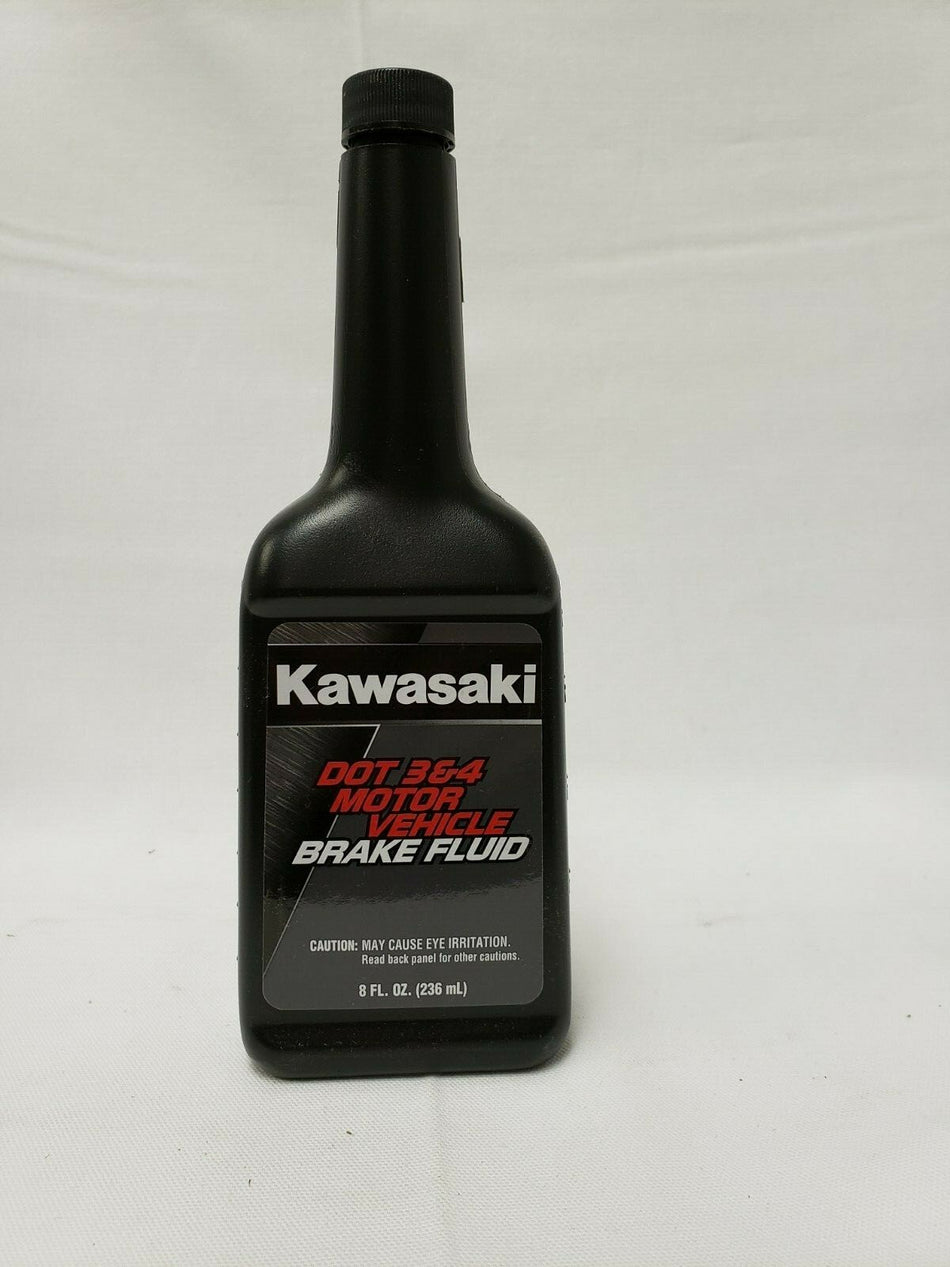 Kawasaki
DOT 3&4
MOTOR
VEHICLE
BRAKE FLUID
CAUTION: MAY CAUSE EYE IRRITATION.
Read back panel for other cautions.
8 FL. OZ. (236 mL)